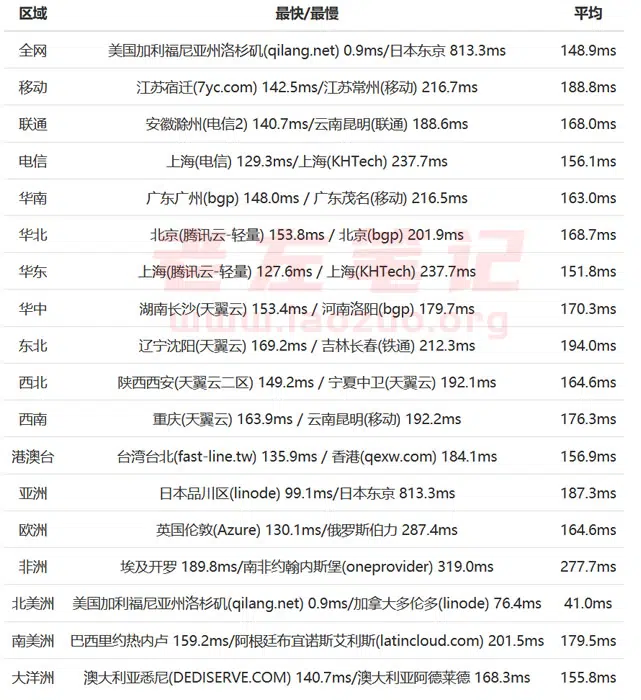 区域 最快/最慢 平均
全网 美国加利福尼亚州洛杉矶(qilang.net) 0.9ms/日本东京 813.3ms 148.9ms
移动 江苏宿迁(7yc.com) 142.5ms/江苏常州(移动) 216.7ms 188.8ms
联通 安徽滁州(电信2) 140.7ms/云南昆明(联通) 188.6ms 168.0ms
电信 上海(电信) 129.3ms/上海(KHTech) 237.7ms 156.1ms
华南 广东广州(bgp) 148.0ms / 广东茂名(移动) 216.5ms 163.0ms
华北 北京(腾讯云-轻量) 153.8ms / 北京(bgp) 201.9ms 168.7ms
老左笔记
华东 上海(腾讯云-轻量) 127.6ms / 上海(KHTech) 237.7ms 151.8ms
华中 湖南长沙(天翼云) 153.4ms / 河南洛阳(bgp) 179.7ms 170.3ms
www.laozuo.org
东北 辽宁沈阳(天翼云) 169.2ms / 吉林长春(铁通) 212.3ms 194.0ms
西北 陕西西安(天翼云二区) 149.2ms / 宁夏中卫(天翼云) 192.1ms 164.6ms
西南 重庆(天翼云) 163.9ms / 云南昆明(移动) 192.2ms 176.3ms
港澳台 台湾台北(fast-line.tw) 135.9ms / 香港(qexw.com) 184.1ms 156.9ms
亚洲 日本品川区(linode) 99.1ms/日本东京 813.3ms 187.3ms
欧洲 英国伦敦(Azure) 130.1ms/俄罗斯伯力 287.4ms 164.6ms
非洲 埃及开罗 189.8ms/南非约翰内斯堡(oneprovider) 319.0ms 277.7ms
北美洲 美国加利福尼亚州洛杉矶(qilang.net) 0.9ms/加拿大多伦多(linode) 76.4ms 41.0ms
南美洲 巴西里约热内卢 159.2ms/阿根廷布宜诺斯艾利斯(latincloud.com) 201.5ms 179.5ms
大洋洲 澳大利亚悉尼(DEDISERVE.COM) 140.7ms/澳大利亚阿德莱德 168.3ms 155.8ms